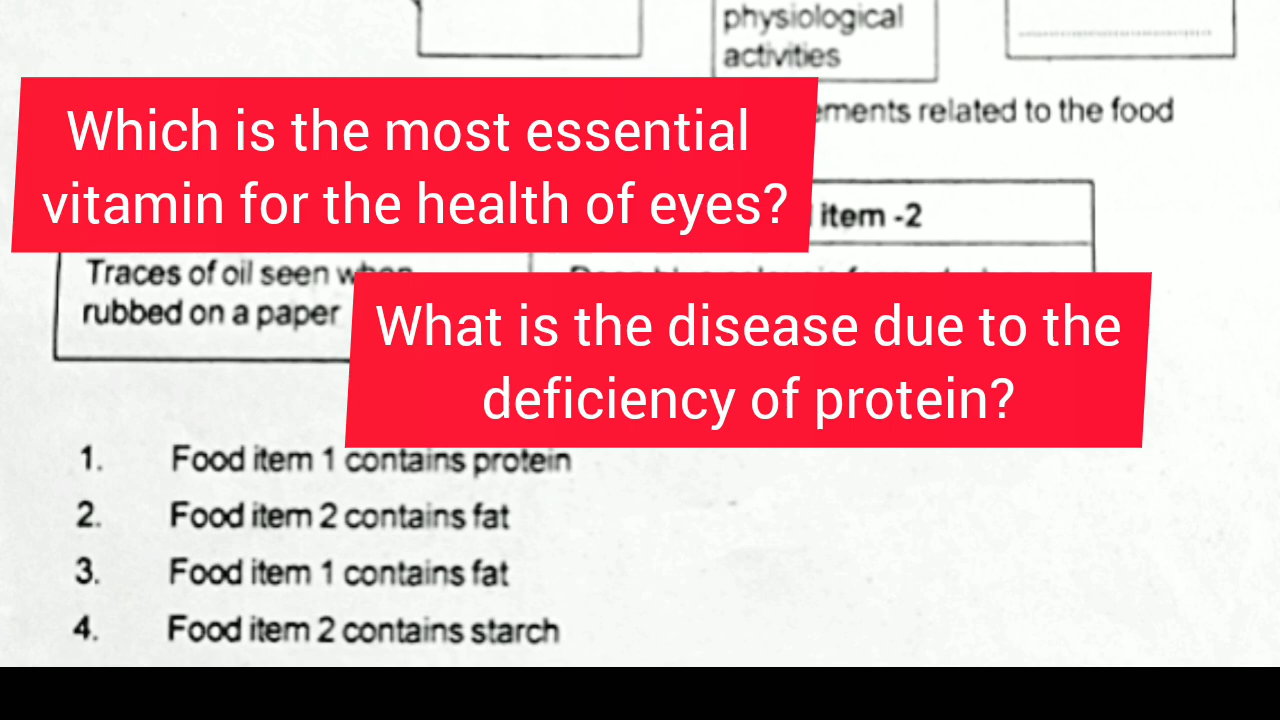 physiological
activities
Which is the most essential
vitamin for the health of eyes?
related to the food
item -2
Traces of oil seen
rubbed on a paper
What is the disease due to the
deficiency of protein?
1. Food item 1 contains protein
2. Food item 2 contains fat
3. Food item 1 contains fat
4. Food item 2 contains starch